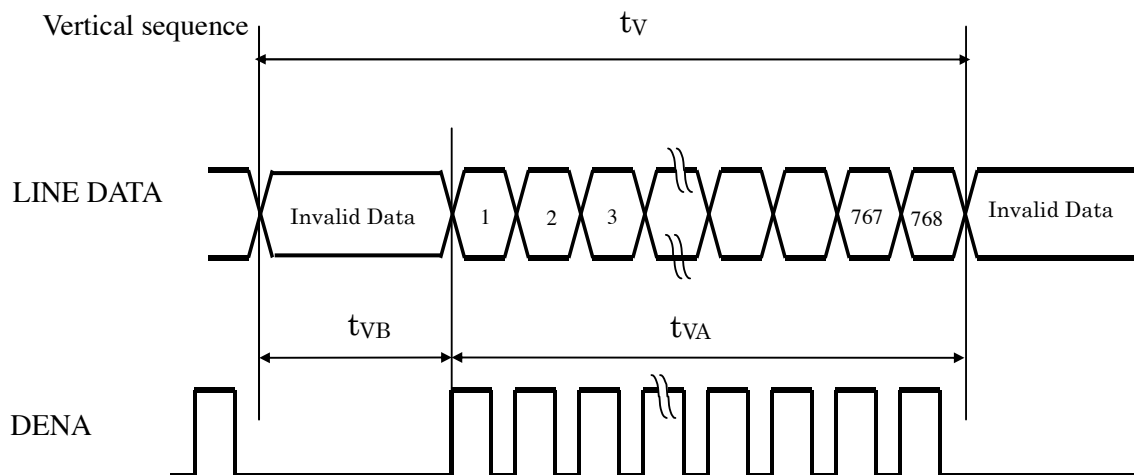 Vertical sequence
tV
LINE DATA
Invalid Data 1 2 3 767 768 Invalid Data
tVB tVA
DENA